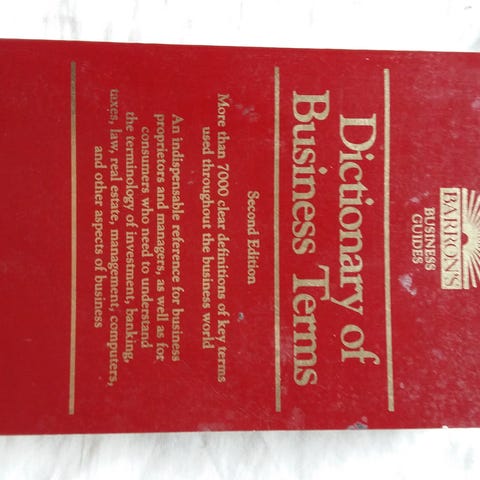 BARRON'S
BUSINESS
GUIDES
Dictionary of
Business Terms
Second Edition
More than 7000 clear definitions of key terms
used throughout the business world
An indispensable reference for business
proprietors and managers, as well as for
consumers who need to understand
the terminology of investment, banking,
taxes, law, real estate, management, computers,
and other aspects of business